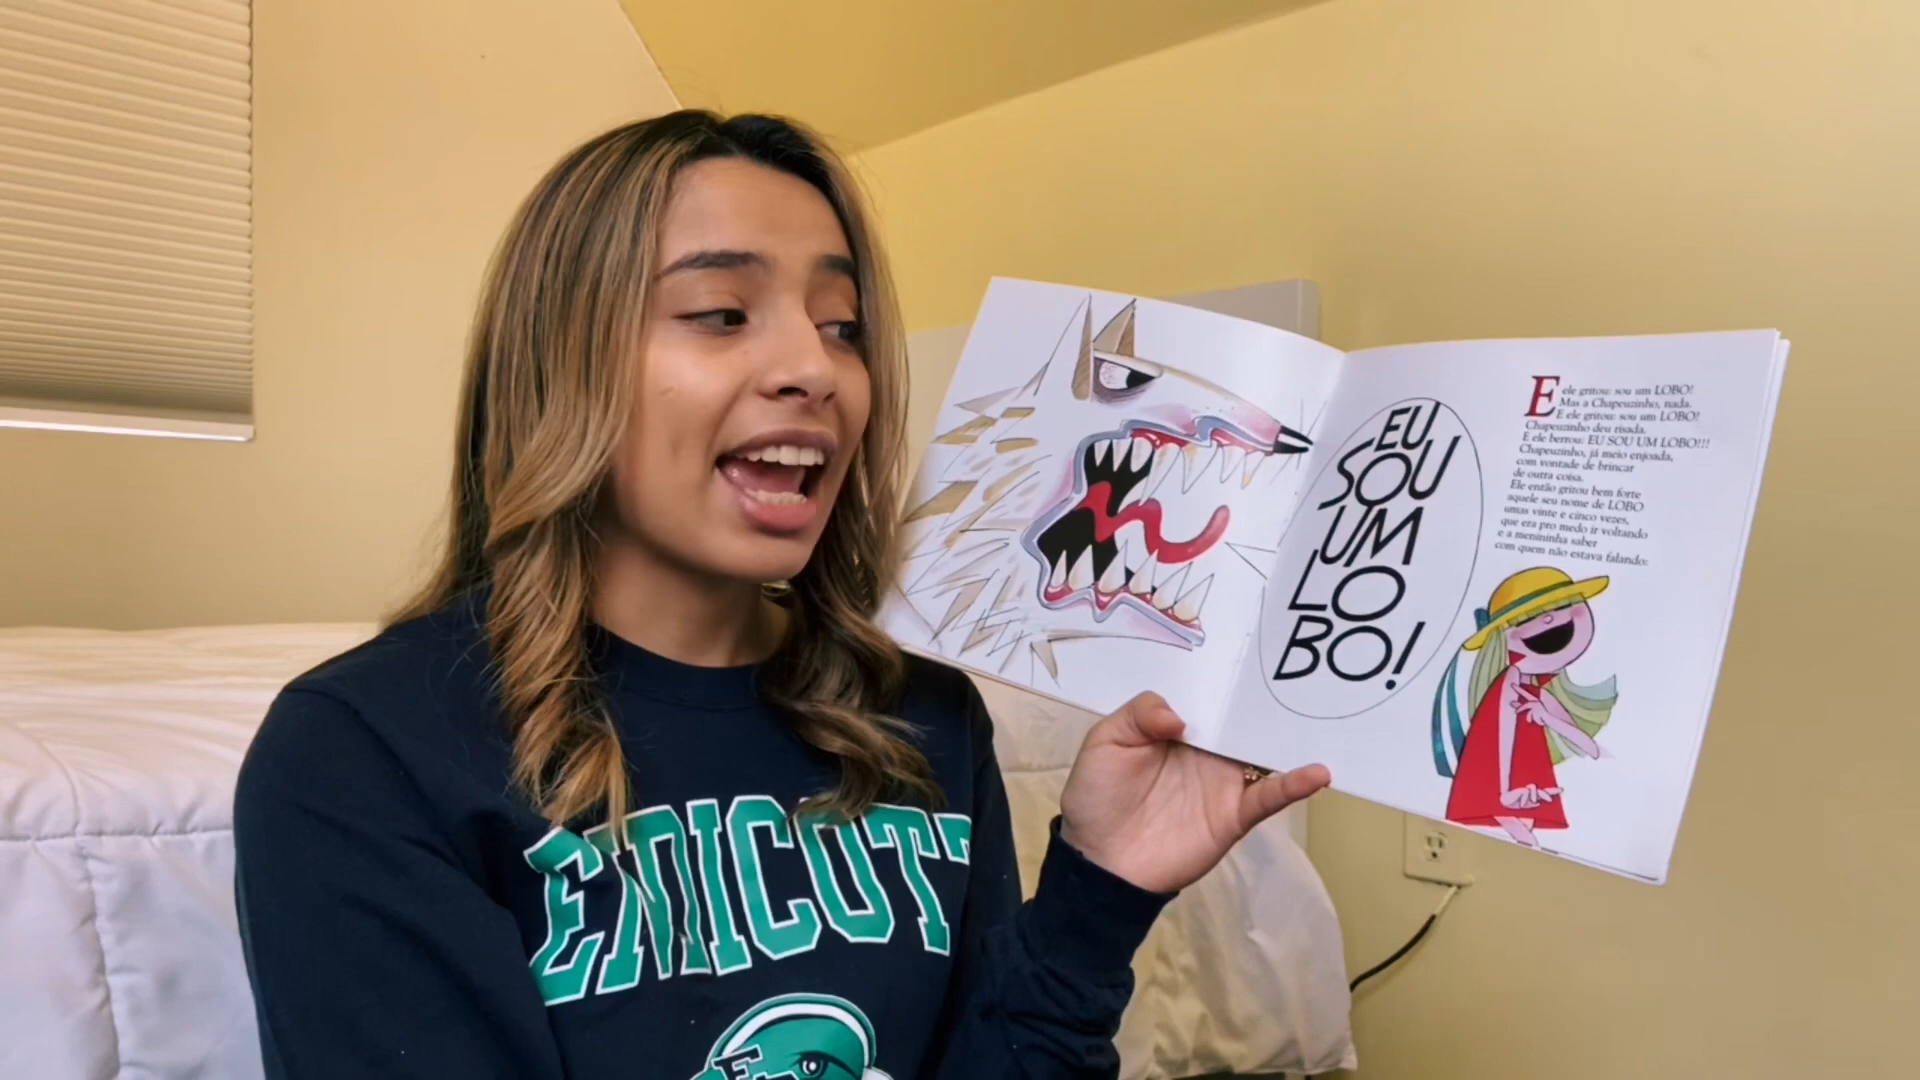 EU
SOU
UM
LO
BO!
E ele gritou: sou um LOBO!
Mas a Chapeuzinho, nada.
E ele gritou: sou um LOBO!
Chapeuzinho deu risada.
E ele berrou: EU SOU UM LOBO!!!
Chapeuzinho, já meio enjoada,
com vontade de brincar
de outra coisa.
Ele então gritou bem forte
aquele seu nome de LOBO
umas vinte e cinco vezes,
que era pro medo ir voltando
e a menininha saber
com quem não estava falando:
ENDICOTT